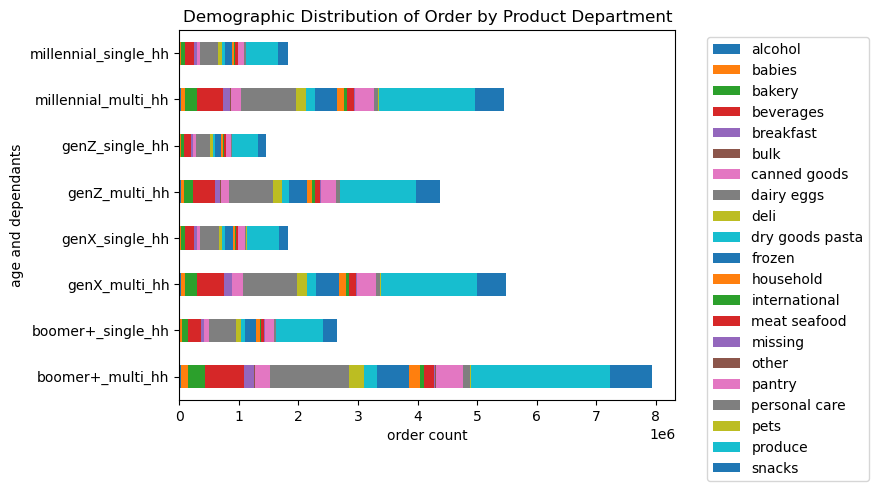 Demographic Distribution of Order by Product Department
age and dependants
millennial_single_hh
millennial_multi_hh
genZ_single_hh
genZ_multi_hh
genX_single_hh
genX_multi_hh
boomer+_single_hh
boomer+_multi_hh
0 1 2 3 4 5 6 7 8
1e6
order count
alcohol
babies
bakery
beverages
breakfast
bulk
canned goods
dairy eggs
deli
dry goods pasta
frozen
household
international
meat seafood
missing
other
pantry
personal care
pets
produce
snacks